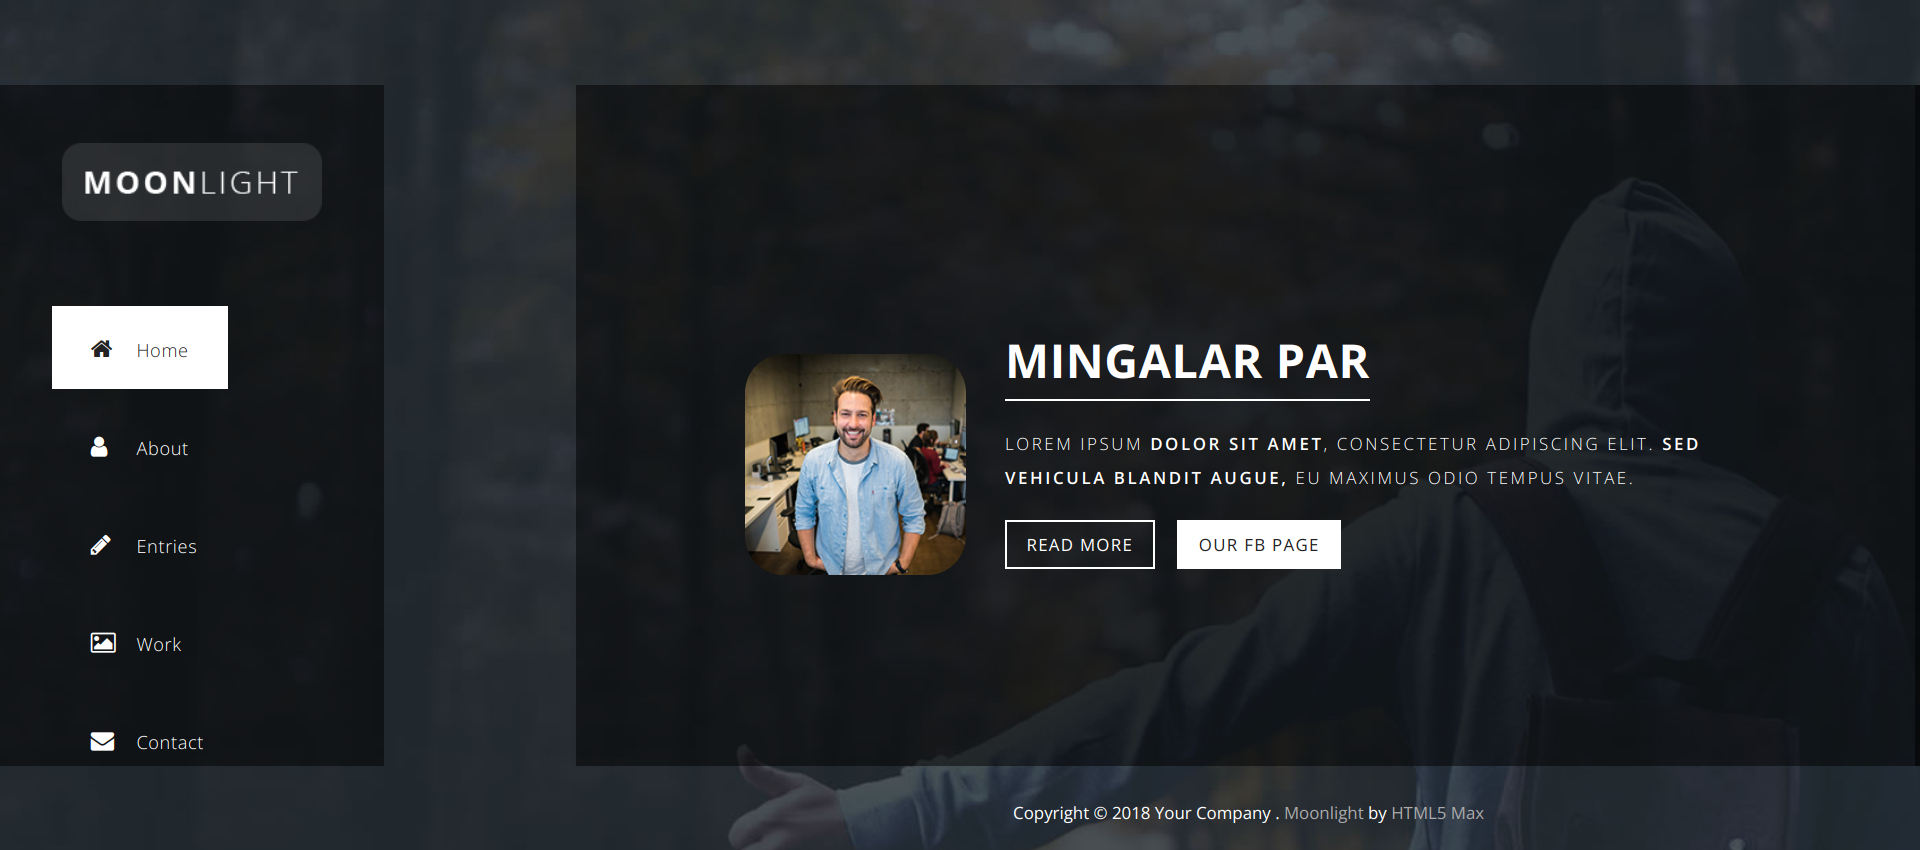 MOONLIGHT
Home
About
Entries
Work
Contact
MINGALAR PAR
LOREM IPSUM DOLOR SIT AMET, CONSECTETUR ADIPISCING ELIT. SED
VEHICULA BLANDIT AUGUE, EU MAXIMUS ODIO TEMPUS VITAE.
READ MORE
OUR FB PAGE
Copyright © 2018 Your Company . Moonlight by HTML5 Max